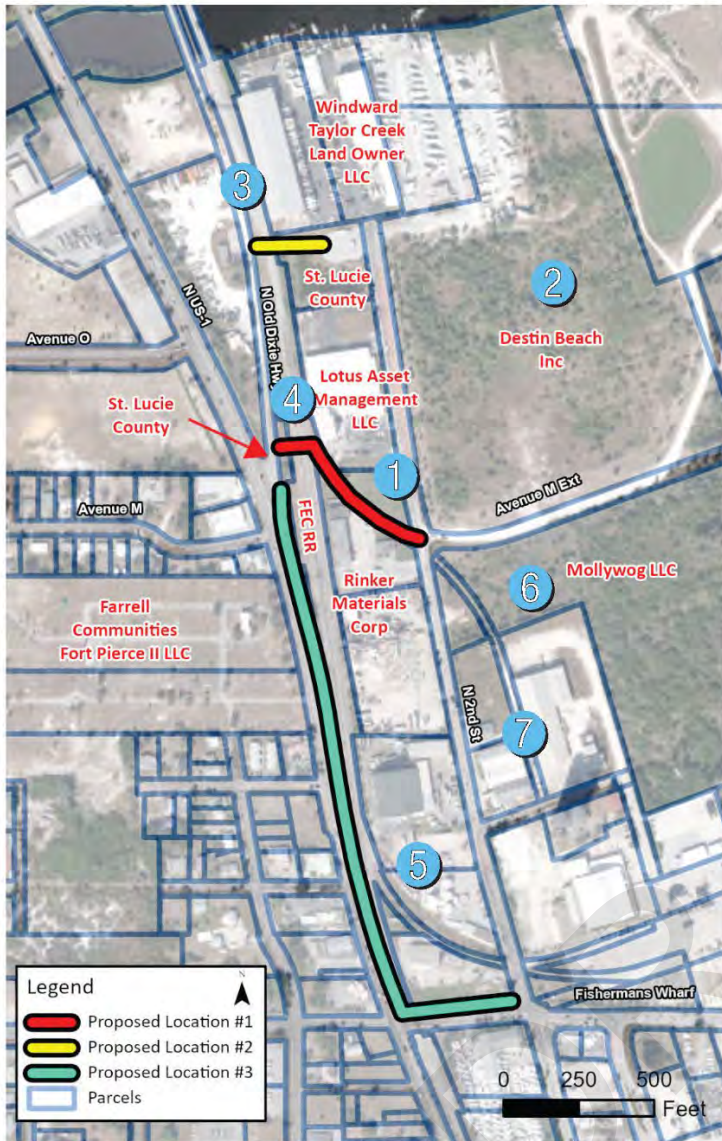 Windward
Taylor Creek
Land Owner
LLC
3
2
St. Lucie
County
N US-1
N Old Dixie Hwy
Destin Beach
Inc
Avenue O
Lotus Asset
Management
LLC
4
St. Lucie
County
1
Avenue M Ext
Avenue M
FEC RR
Rinker
Materials
Corp
6
Mollywog LLC
Farrell
Communities
Fort Pierce II LLC
N 2nd St
7
5
Fishermans Wharf
Legend
N
Proposed Location #1
Proposed Location #2
Proposed Location #3
Parcels
0 250 500
Feet